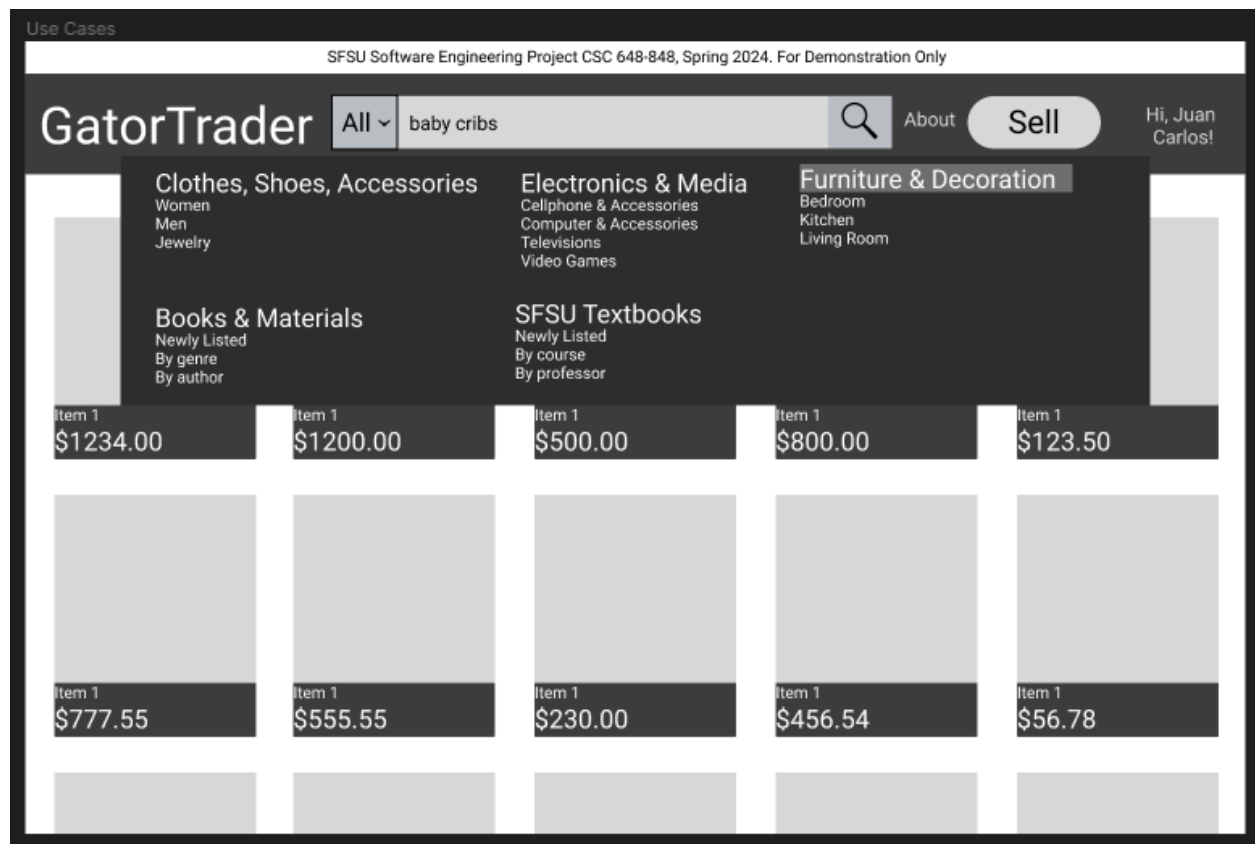 Use Cases
SFSU Software Engineering Project CSC 648-848, Spring 2024. For Demonstration Only
GatorTrader
All
baby cribs
About
Sell
Hi, Juan
Carlos!
Clothes, Shoes, Accessories
Women
Men
Jewelry
Electronics & Media
Cellphone & Accessories
Computer & Accessories
Televisions
Video Games
Furniture & Decoration
Bedroom
Kitchen
Living Room
Books & Materials
Newly Listed
By genre
By author
SFSU Textbooks
Newly Listed
By course
By professor
Item 1
$1234.00
Item 1
$1200.00
Item 1
$500.00
Item 1
$800.00
Item 1
$123.50
Item 1
$777.55
Item 1
$555.55
Item 1
$230.00
Item 1
$456.54
Item 1
$56.78